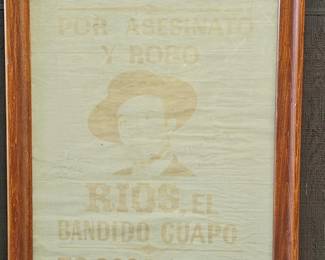 POR ASESINATO
Y ROBO
RIOS, EL
BANDIDO GUAPO